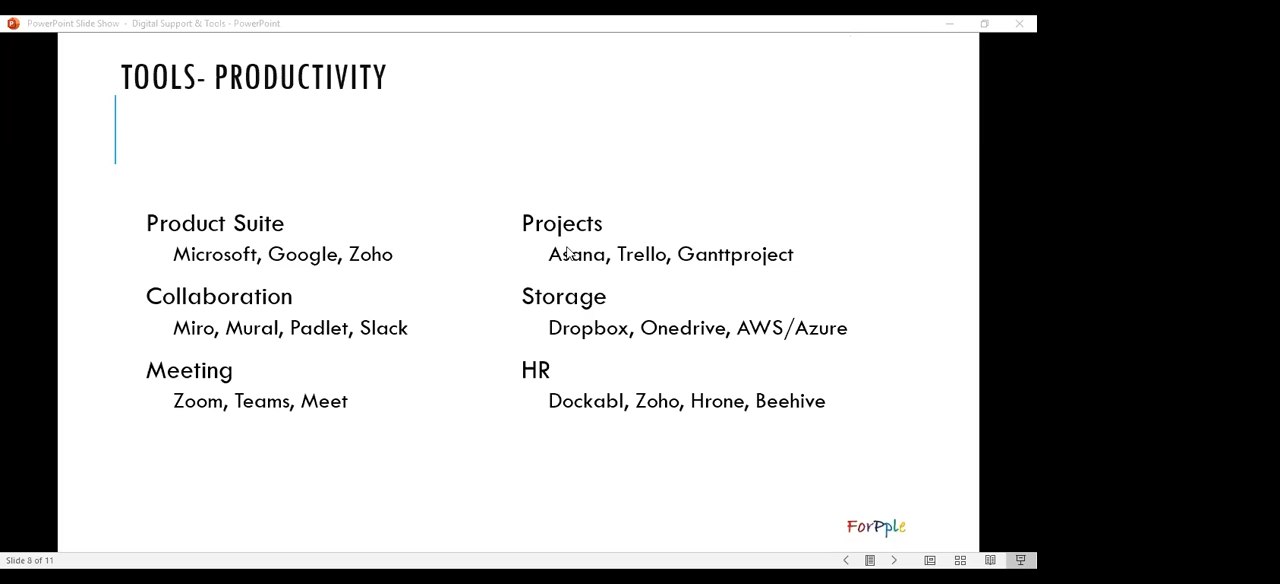 PowerPoint Slide Show - Digital Support & Tools - PowerPoint
TOOLS- PRODUCTIVITY
Product Suite
Microsoft, Google, Zoho
Collaboration
Miro, Mural, Padlet, Slack
Meeting
Zoom, Teams, Meet
Projects
Asana, Trello, Ganttproject
Storage
Dropbox, Onedrive, AWS/Azure
HR
Dockabl, Zoho, Hrone, Beehive
ForPple
Slide 8 of 11